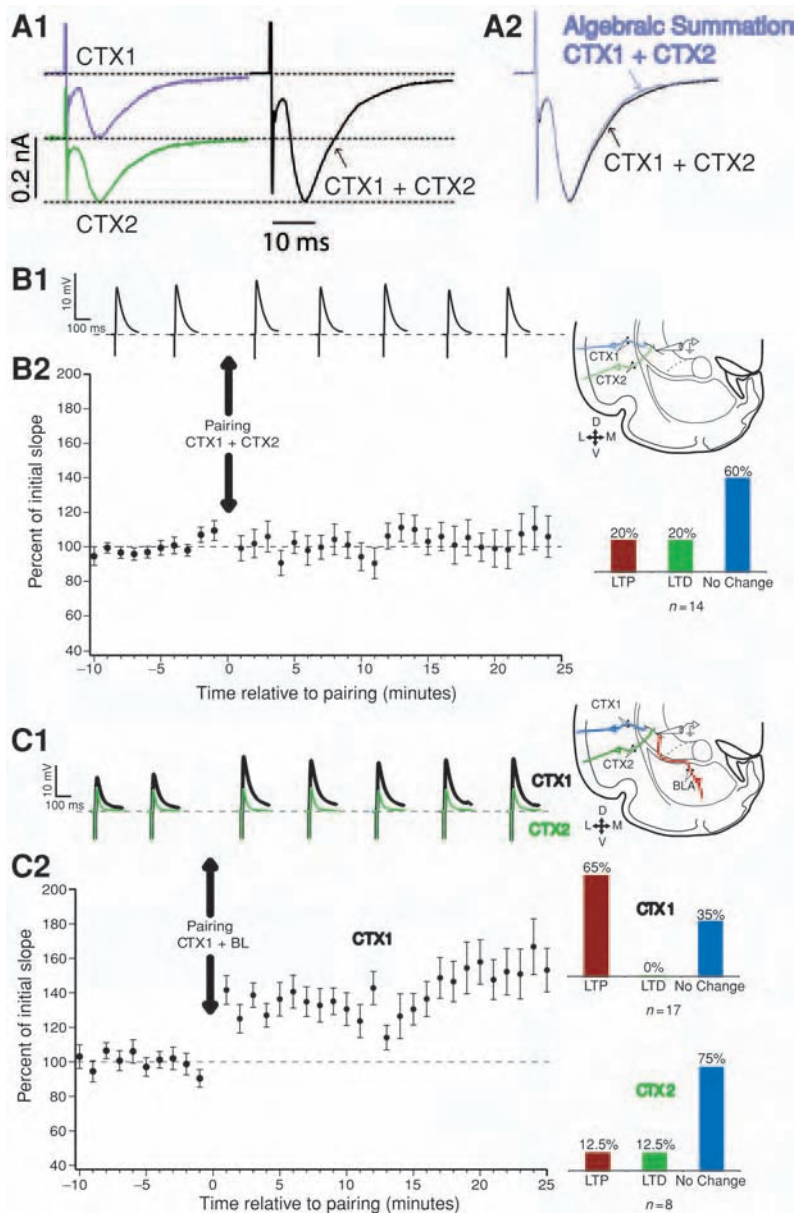 A1
CTX1
0.2 nA
CTX2
CTX1 + CTX2
10 ms
A2
Algebraic Summation
CTX1 + CTX2
CTX1 + CTX2
B1
10 mV
100 ms
B2
200
180
160
140
120
100
80
60
40
Percent of initial slope
Pairing
CTX1 + CTX2
−10 −5 0 5 10 15 20 25
Time relative to pairing (minutes)
CTX1
CTX2
D
L M
V
20% 20% 60%
LTP LTD No Change
n = 14
C1
10 mV
100 ms
CTX1
CTX2
CTX1
CTX2
BLA
D
L M
V
C2
200
180
160
140
120
100
80
60
40
Percent of initial slope
Pairing
CTX1 + BL
CTX1
−10 −5 0 5 10 15 20 25
Time relative to pairing (minutes)
65%
CTX1
0% 35%
LTP LTD No Change
n = 17
75%
CTX2
12.5% 12.5%
LTP LTD No Change
n = 8